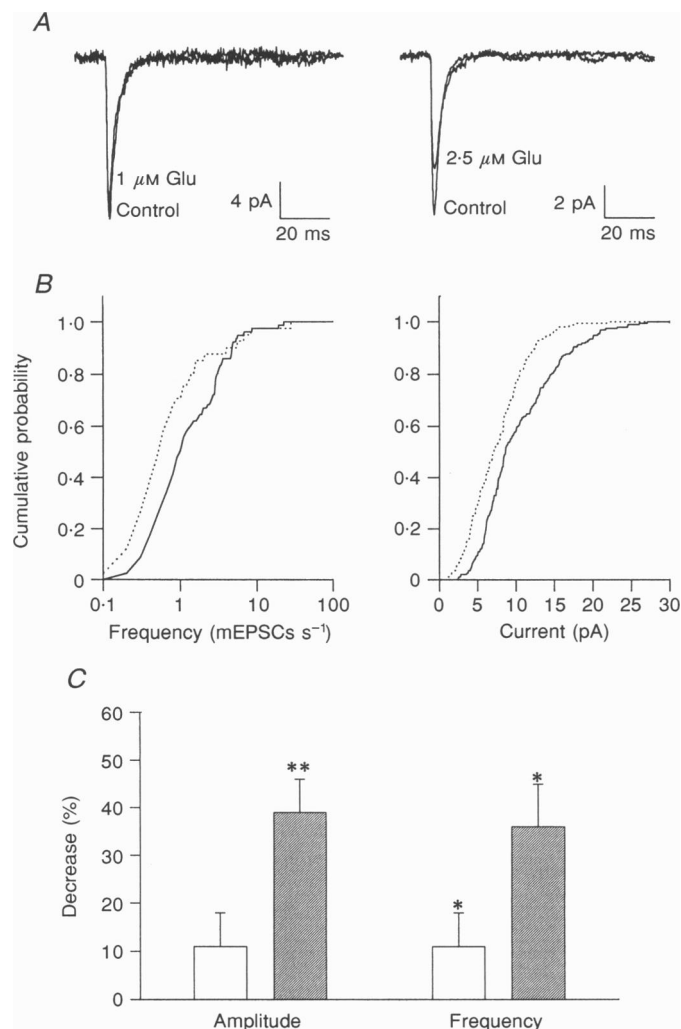 A
1 μM Glu
Control
4 pA
20 ms
2·5 μM Glu
Control
2 pA
20 ms
B
Cumulative probability
1·0
0·8
0·6
0·4
0·2
0
0·1 1 10 100
Frequency (mEPSCs s⁻¹)
1·0
0·8
0·6
0·4
0·2
0
0 5 10 15 20 25 30
Current (pA)
C
Decrease (%)
60
50
40
30
20
10
0
**
*
*
Amplitude
Frequency